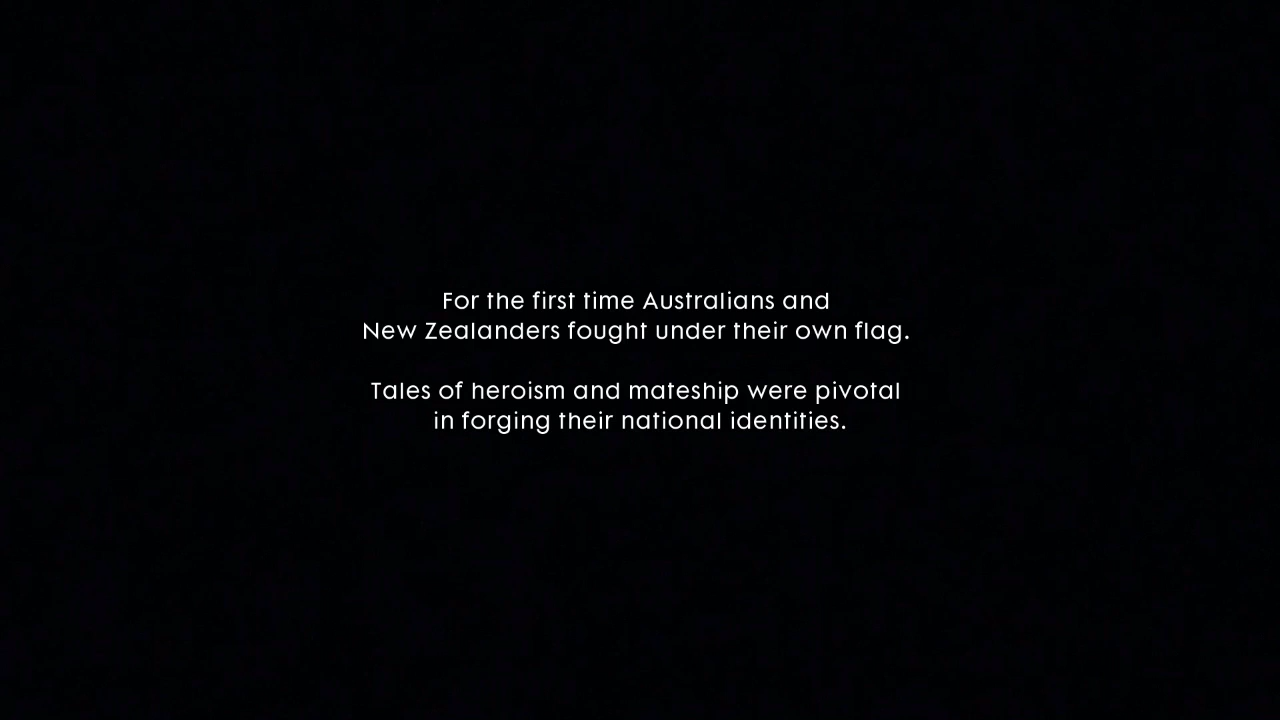 For the first time Australians and
New Zealanders fought under their own flag.
Tales of heroism and mateship were pivotal
in forging their national identities.